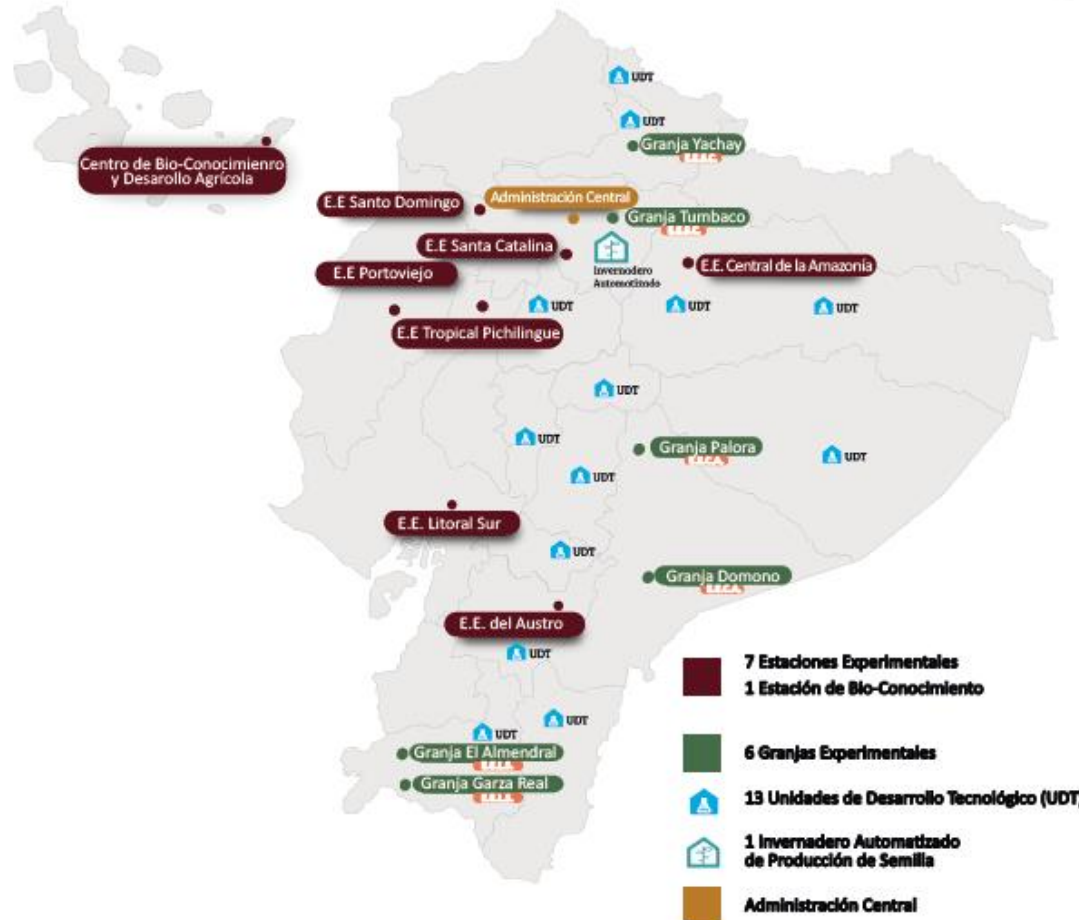 UDT
UDT
Granja Yachay
Centro de Bio-Conocimienro
y Desarollo Agrícola
E.E Santo Domingo
Administración Central
Granja Tumbaco
E.E Santa Catalina
E.E Portoviejo
Invernadero
Automotizado
E.E. Central de la Amazonía
UDT
UDT
UDT
E.E Tropical Pichilingue
UDT
UDT
Granja Palora
UDT
UDT
E.E. Litoral Sur
UDT
Granja Domono
E.E. del Austro
UDT
7 Estaciones Experimentales
1 Estación de Bio-Conocimiento
UDT
UDT
Granja El Almendral
Granja Garza Real
6 Granjas Experimentales
13 Unidades de Desarrollo Tecnológico (UDT)
1 Invernadero Automatizado
de Producción de Semilla
Administración Central